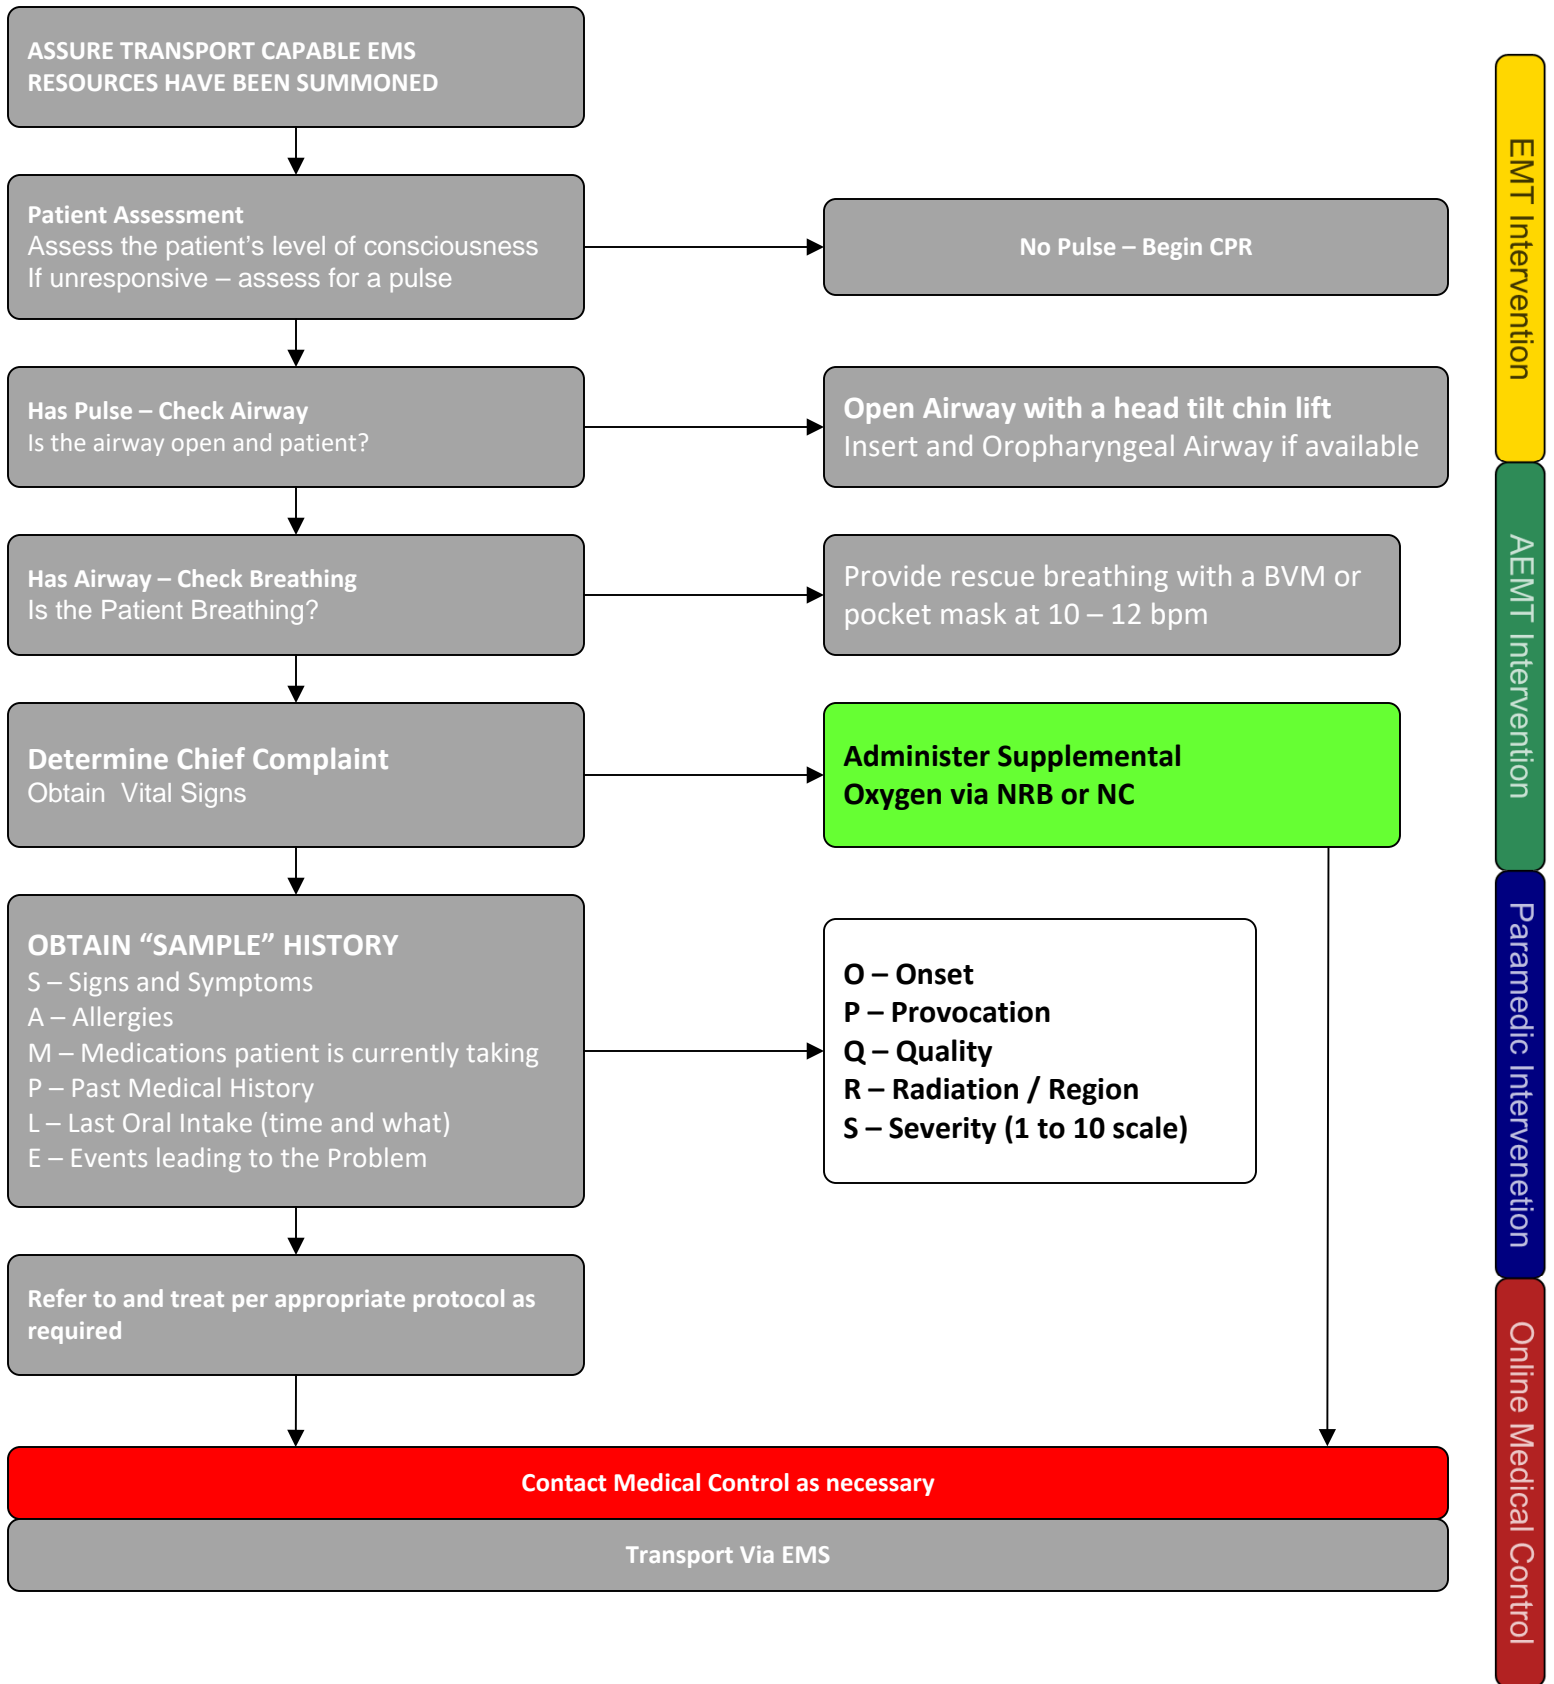 ASSURE TRANSPORT CAPABLE EMS
RESOURCES HAVE BEEN SUMMONED
Patient Assessment
Assess the patient’s level of consciousness
If unresponsive – assess for a pulse
No Pulse – Begin CPR
Has Pulse – Check Airway
Is the airway open and patient?
Open Airway with a head tilt chin lift
Insert and Oropharyngeal Airway if available
Has Airway – Check Breathing
Is the Patient Breathing?
Provide rescue breathing with a BVM or
pocket mask at 10 – 12 bpm
Determine Chief Complaint
Obtain  Vital Signs
Administer Supplemental
Oxygen via NRB or NC
OBTAIN “SAMPLE” HISTORY
S – Signs and Symptoms
A – Allergies
M – Medications patient is currently taking
P – Past Medical History
L – Last Oral Intake (time and what)
E – Events leading to the Problem
O – Onset
P – Provocation
Q – Quality
R – Radiation / Region
S – Severity (1 to 10 scale)
Refer to and treat per appropriate protocol as
required
Contact Medical Control as necessary
Transport Via EMS
EMT Intervention
AEMT Intervention
Paramedic Intervenetion
Online Medical Control